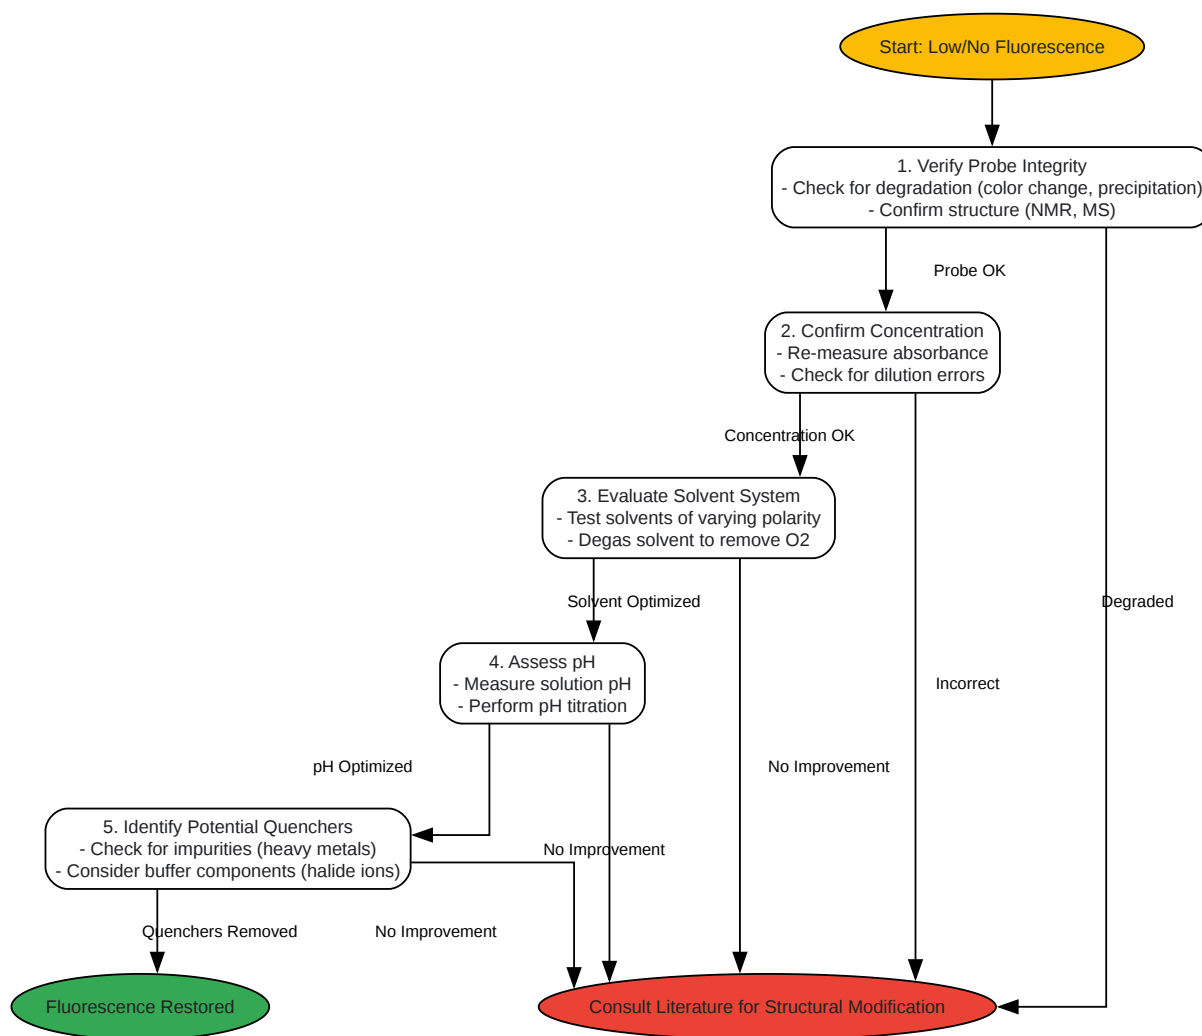 Start: Low/No Fluorescence
1. Verify Probe Integrity
- Check for degradation (color change, precipitation)
- Confirm structure (NMR, MS)
Probe OK
2. Confirm Concentration
- Re-measure absorbance
- Check for dilution errors
Concentration OK
3. Evaluate Solvent System
- Test solvents of varying polarity
- Degas solvent to remove O2
Solvent Optimized
Degraded
4. Assess pH
- Measure solution pH
- Perform pH titration
Incorrect
pH Optimized
No Improvement
5. Identify Potential Quenchers
- Check for impurities (heavy metals)
- Consider buffer components (halide ions)
No Improvement
Quenchers Removed
No Improvement
Fluorescence Restored
Consult Literature for Structural Modification